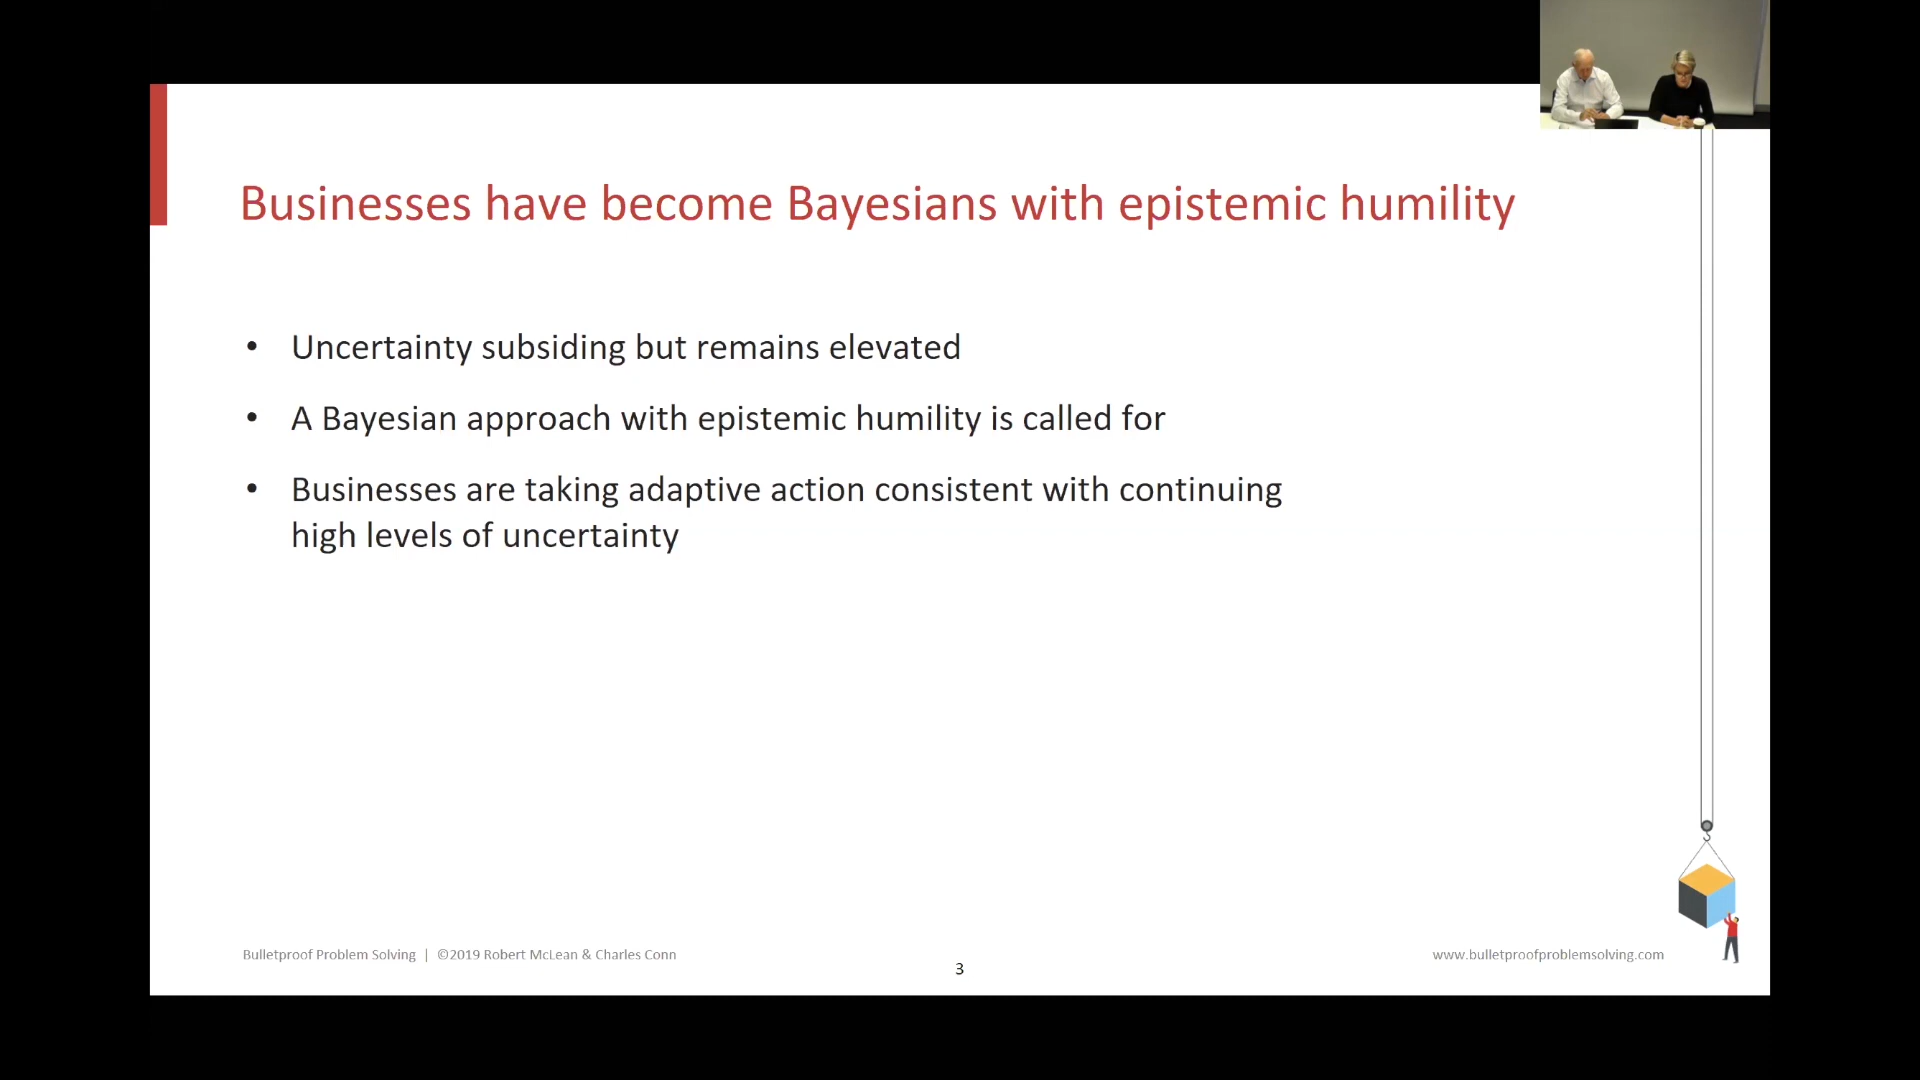 Businesses have become Bayesians with epistemic humility
• Uncertainty subsiding but remains elevated
• A Bayesian approach with epistemic humility is called for
• Businesses are taking adaptive action consistent with continuing
high levels of uncertainty
Bulletproof Problem Solving | ©2019 Robert McLean & Charles Conn
3
www.bulletproofproblemsolving.com